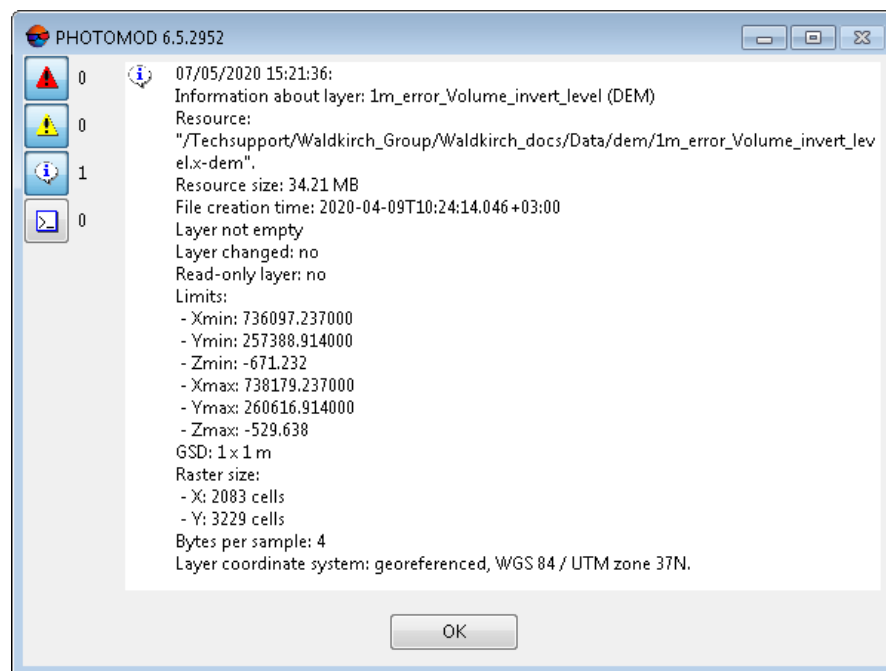 PHOTOMOD 6.5.2952
0
0
1
0
07/05/2020 15:21:36:
Information about layer: 1m_error_Volume_invert_level (DEM)
Resource:
"/Techsupport/Waldkirch_Group/Waldkirch_docs/Data/dem/1m_error_Volume_invert_lev
el.x-dem".
Resource size: 34.21 MB
File creation time: 2020-04-09T10:24:14.046+03:00
Layer not empty
Layer changed: no
Read-only layer: no
Limits:
- Xmin: 736097.237000
- Ymin: 257388.914000
- Zmin: -671.232
- Xmax: 738179.237000
- Ymax: 260616.914000
- Zmax: -529.638
GSD: 1 x 1 m
Raster size:
- X: 2083 cells
- Y: 3229 cells
Bytes per sample: 4
Layer coordinate system: georeferenced, WGS 84 / UTM zone 37N.
OK